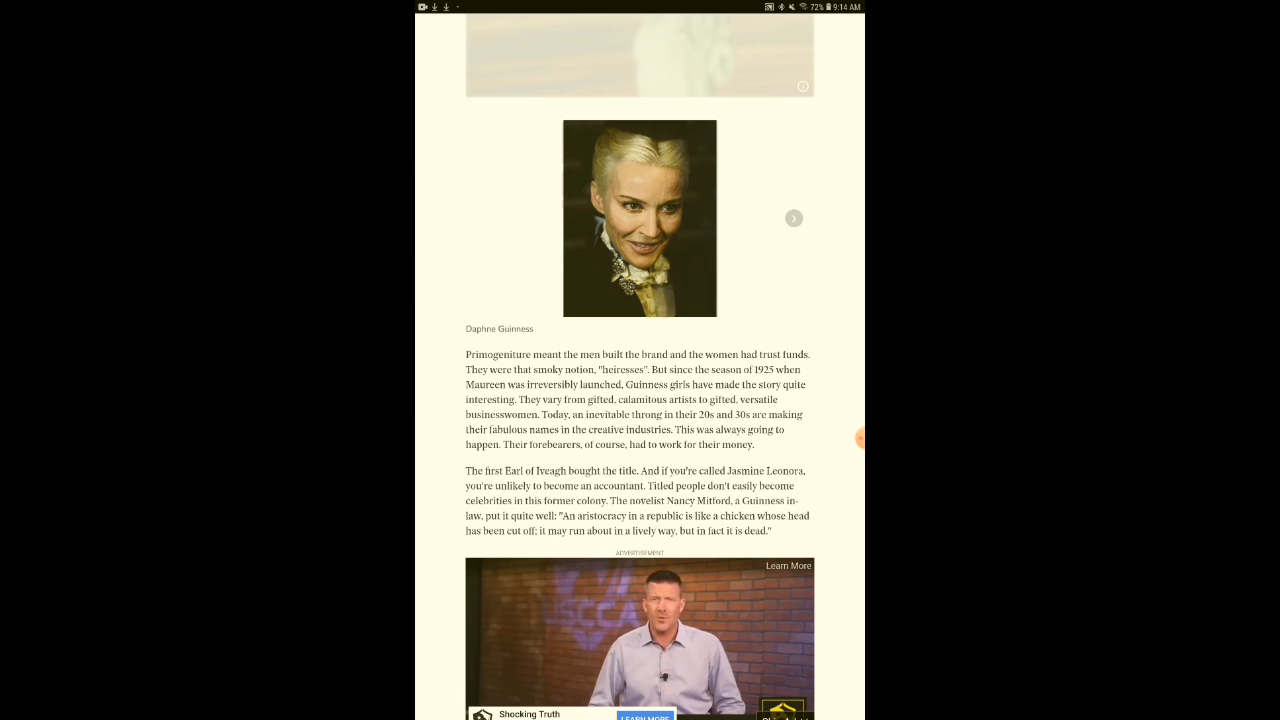 72% 9:14 AM
Daphne Guinness
Primogeniture meant the men built the brand and the women had trust funds.
They were that smoky notion, "heiresses". But since the season of 1925 when
Maureen was irreversibly launched, Guinness girls have made the story quite
interesting. They vary from gifted, calamitous artists to gifted, versatile
businesswomen. Today, an inevitable throng in their 20s and 30s are making
their fabulous names in the creative industries. This was always going to
happen. Their forebearers, of course, had to work for their money.
The first Earl of Iveagh bought the title. And if you're called Jasmine Leonora,
you're unlikely to become an accountant. Titled people don't easily become
celebrities in this former colony. The novelist Nancy Mitford, a Guinness in-
law, put it quite well: "An aristocracy in a republic is like a chicken whose head
has been cut off; it may run about in a lively way, but in fact it is dead."
ADVERTISEMENT
Learn More
SCCA
Shocking Truth
LEARN MORE